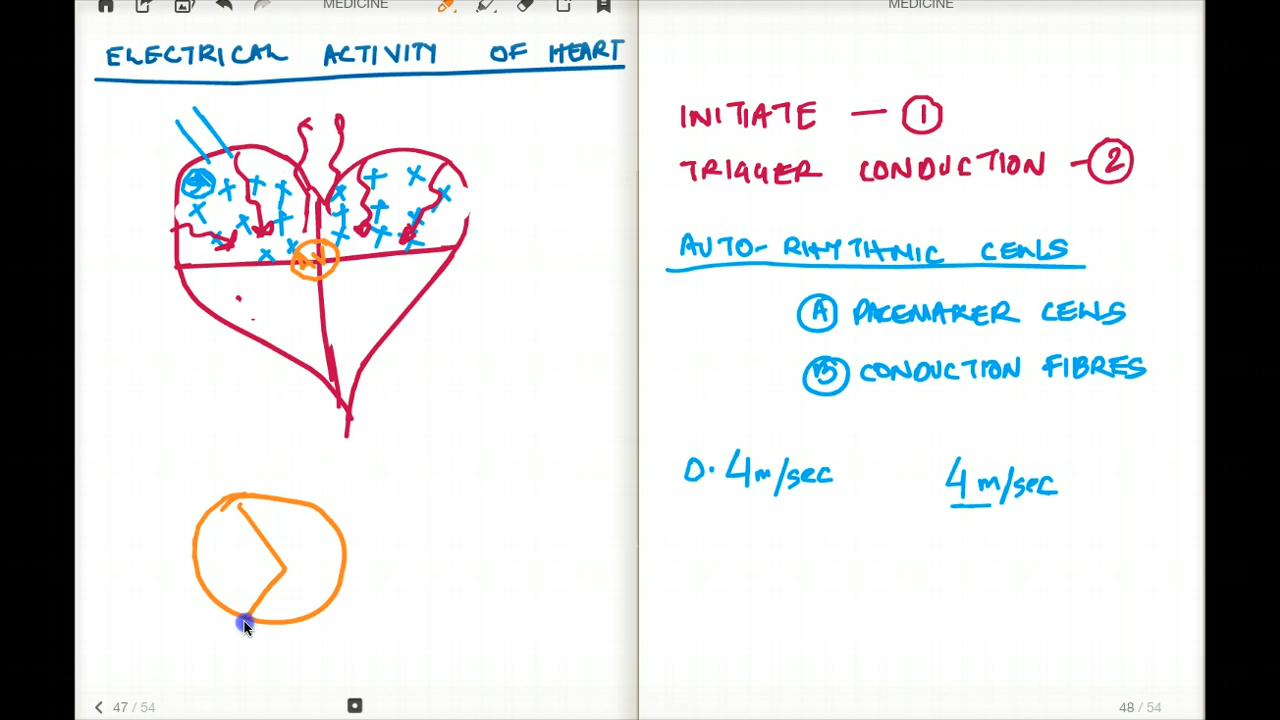 MEDICINE
ELECTRICAL ACTIVITY OF HEART
47 / 54
MEDICINE
INITIATE — 1
TRIGGER CONDUCTION - 2
AUTO-RHYTHMIC CELLS
A PACEMAKER CELLS
B CONDUCTION FIBRES
0.4m/sec 4m/sec
48 / 54